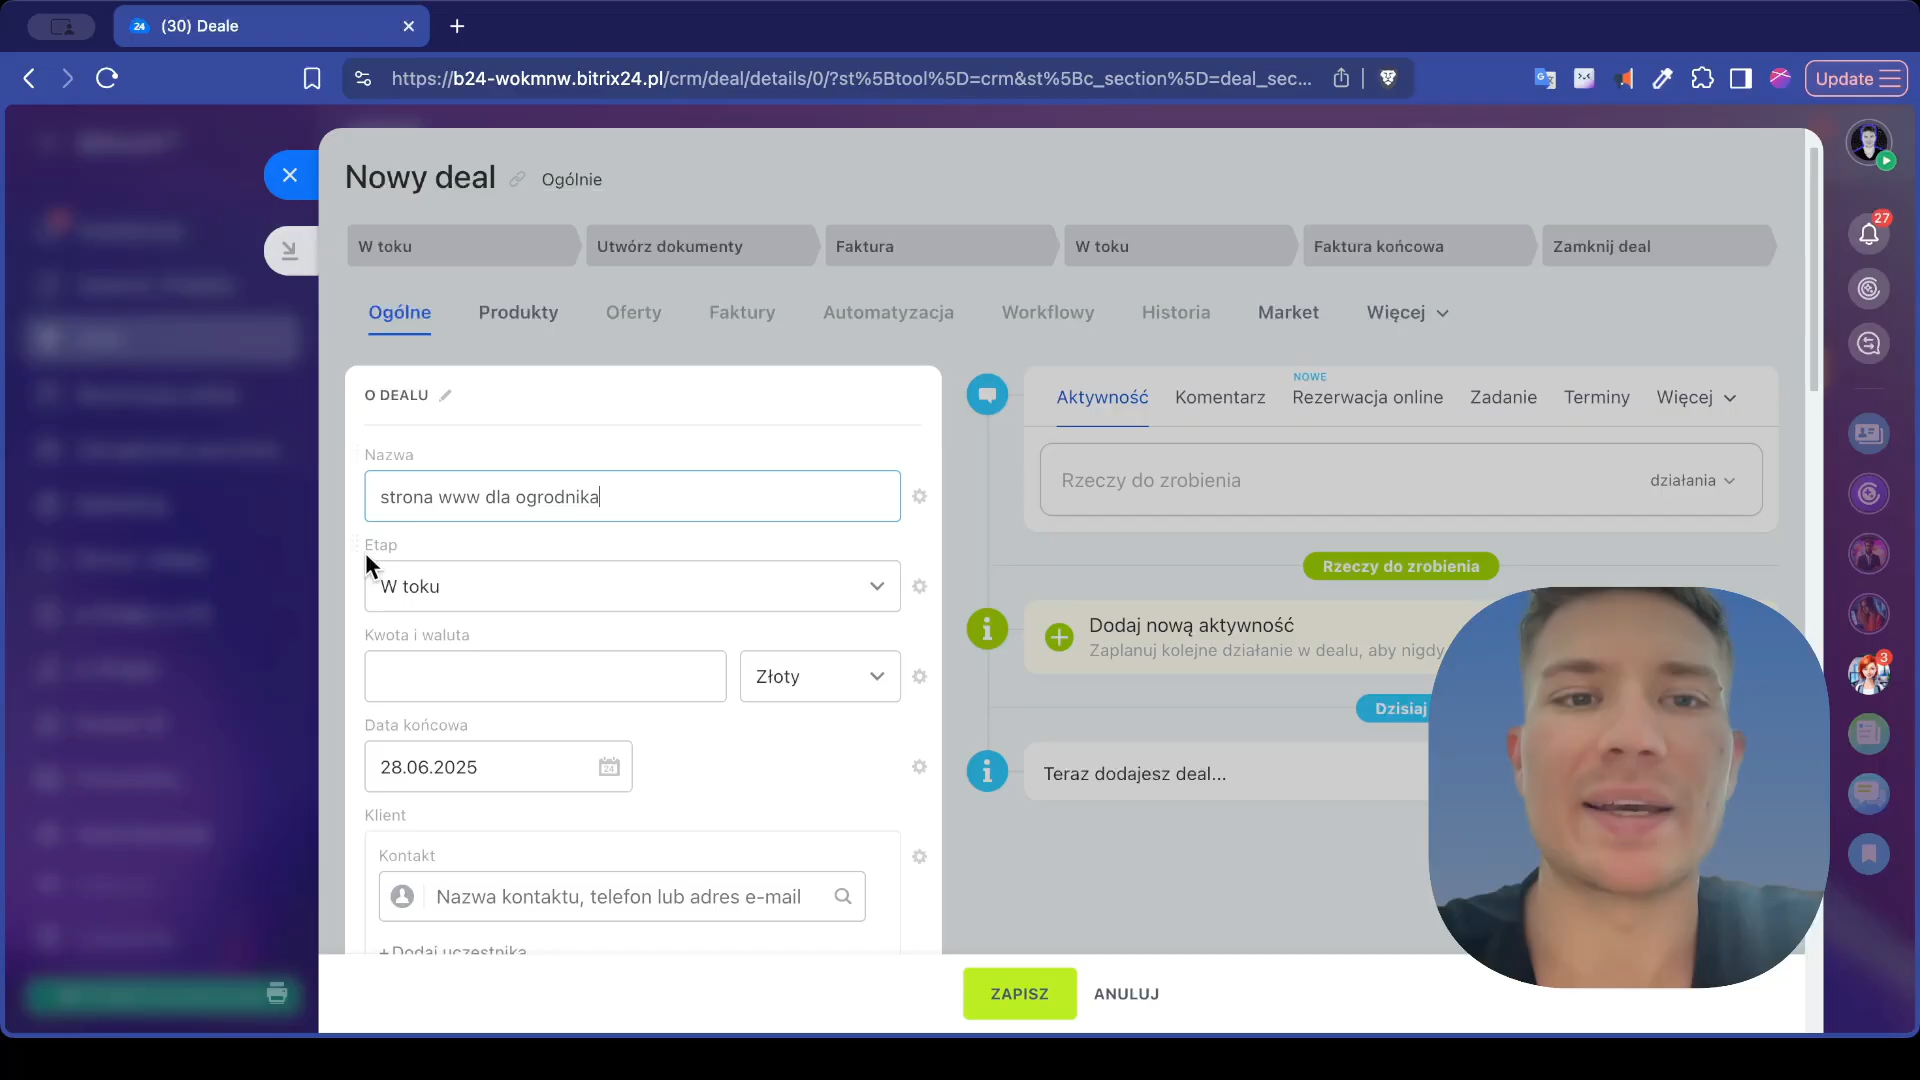 24 (30) Deale
https://b24-wokmnw.bitrix24.pl/crm/deal/details/0/?st%5Btool%5D=crm&st%5Bc_section%5D=deal_sec...
Update
Nowy deal
Ogólnie
27
W toku
Utwórz dokumenty
Faktura
W toku
Faktura końcowa
Zamknij deal
Ogólne
Produkty
Oferty
Faktury
Automatyzacja
Workflowy
Historia
Market
Więcej
O DEALU
NOWE
Aktywność
Komentarz
Rezerwacja online
Zadanie
Terminy
Więcej
Nazwa
strona www dla ogrodnika
Rzeczy do zrobienia
działania
Etap
W toku
Rzeczy do zrobienia
Kwota i waluta
Złoty
Dodaj nową aktywność
Zaplanuj kolejne działanie w dealu, aby nigdy
3
Dzisiaj
Data końcowa
28.06.2025
24
Teraz dodajesz deal...
Klient
Kontakt
Nazwa kontaktu, telefon lub adres e-mail
+Dodaj uczestnika
ZAPISZ
ANULUJ